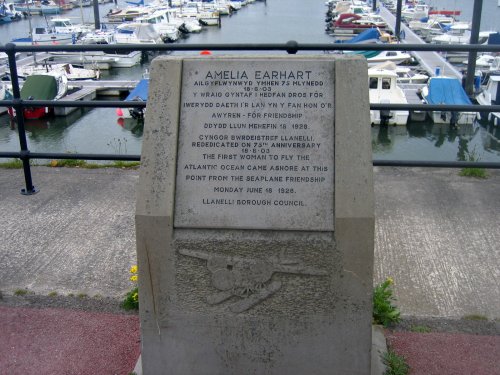 AMELIA EARHART
AILGYFLWYNWYD YMHEN 75 MLYNEDD
18-6-03
Y WRAIG GYNTAF I HEDFAN DROS FÔR
IWERYDD DAETH I'R LAN YN Y FAN HON O'R
AWYREN - FOR FRIENDSHIP
DDYDD LLUN MEHEFIN 18, 1928.
CYNGOR BWRDEISTREF LLANELLI.
REDEDICATED ON 75TH ANNIVERSARY
18-6-03
THE FIRST WOMAN TO FLY THE
ATLANTIC OCEAN CAME ASHORE AT THIS
POINT FROM THE SEAPLANE FRIENDSHIP
MONDAY JUNE 18, 1928.
LLANELLI BOROUGH COUNCIL.